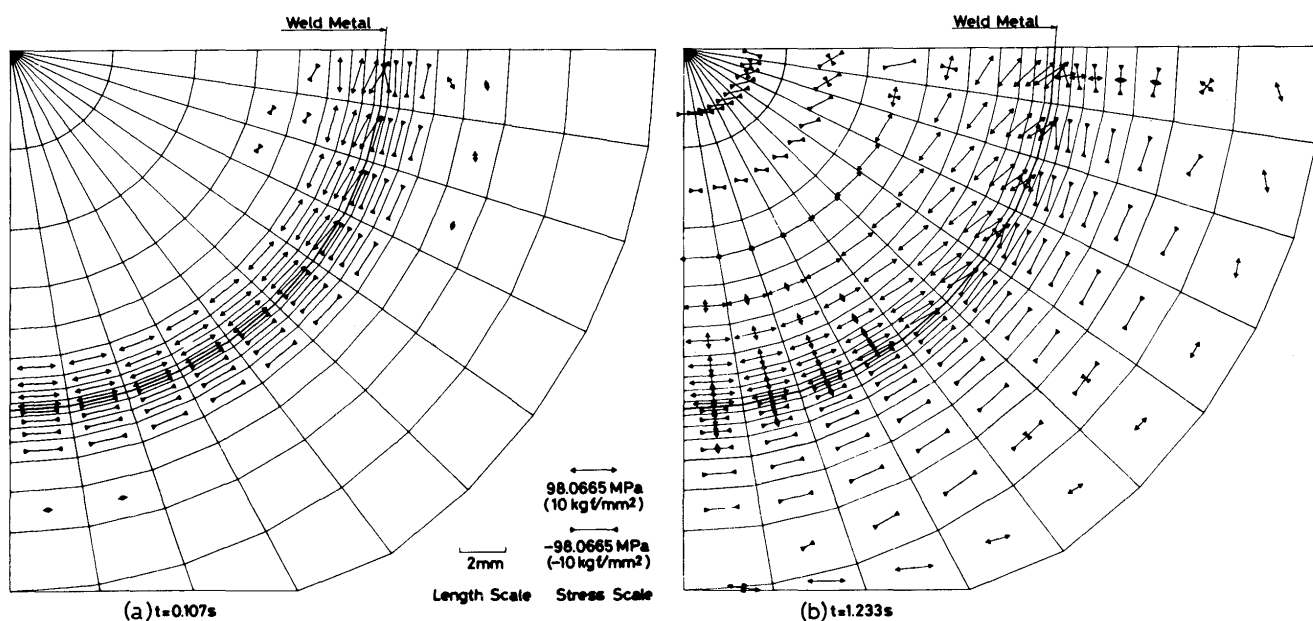 Weld Metal
Weld Metal
98.0665 MPa
(10 kgf/mm²)
-98.0665 MPa
(-10 kgf/mm²)
2mm
Length Scale Stress Scale
(a) t=0.107s
(b) t=1.233s